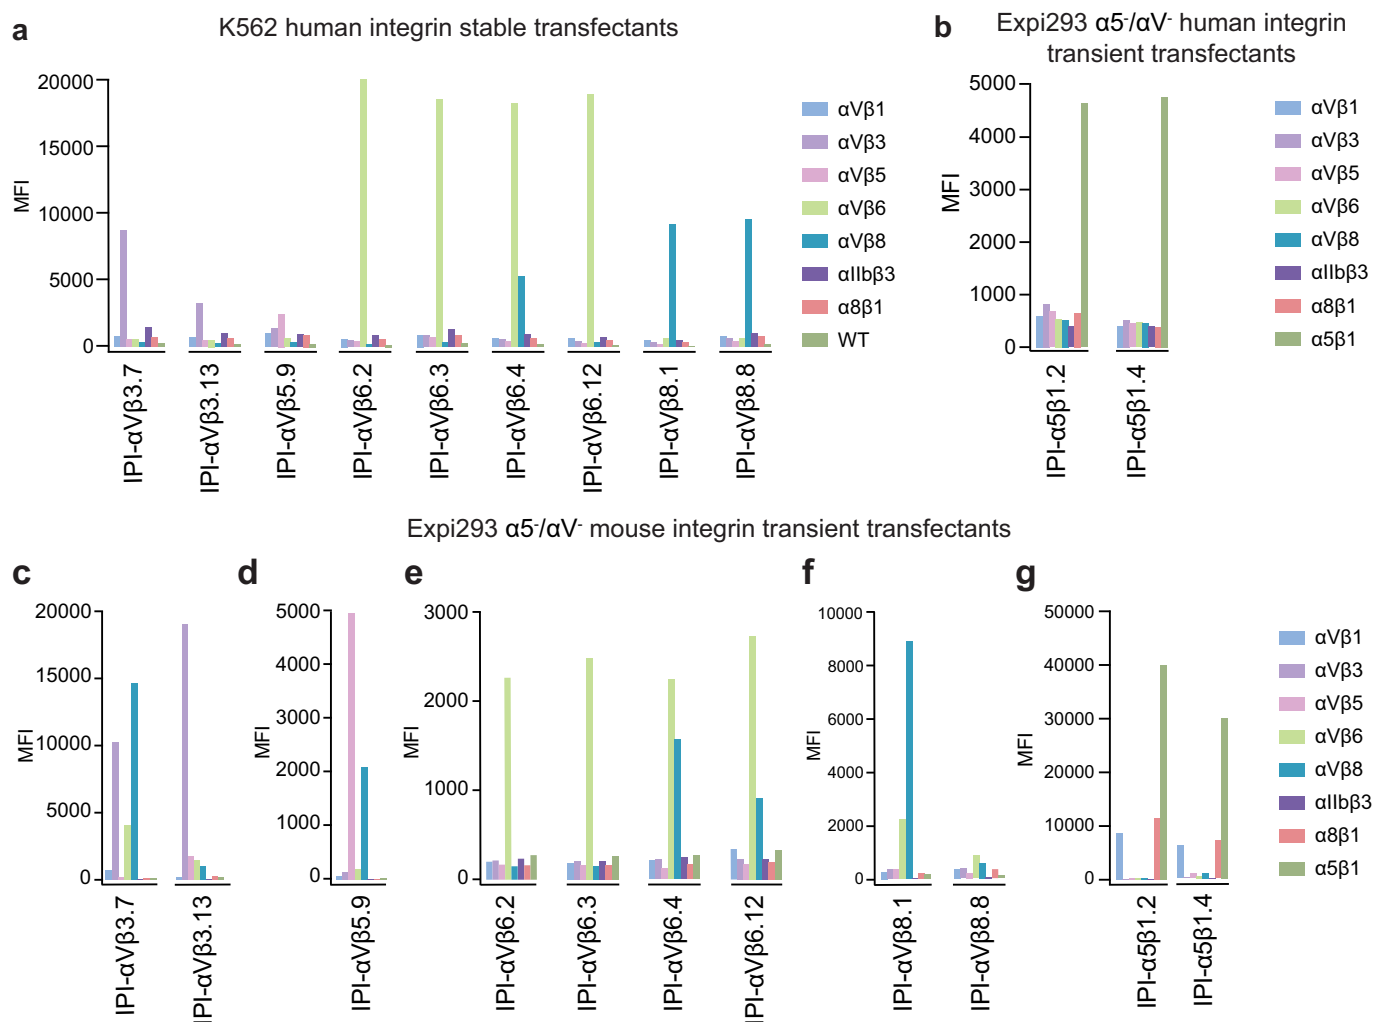 a
K562 human integrin stable transfectants
MFI
20000
15000
10000
5000
0
IPI-αVβ3.7
IPI-αVβ3.13
IPI-αVβ5.9
IPI-αVβ6.2
IPI-αVβ6.3
IPI-αVβ6.4
IPI-αVβ6.12
IPI-αVβ8.1
IPI-αVβ8.8
αVβ1
αVβ3
αVβ5
αVβ6
αVβ8
αIIbβ3
α8β1
WT
b
Expi293 α5-/αV- human integrin
transient transfectants
MFI
5000
4000
3000
2000
1000
0
IPI-α5β1.2
IPI-α5β1.4
αVβ1
αVβ3
αVβ5
αVβ6
αVβ8
αIIbβ3
α8β1
α5β1
Expi293 α5-/αV- mouse integrin transient transfectants
c
MFI
20000
15000
10000
5000
0
IPI-αVβ3.7
IPI-αVβ3.13
d
MFI
5000
4000
3000
2000
1000
0
IPI-αVβ5.9
e
MFI
3000
2000
1000
0
IPI-αVβ6.2
IPI-αVβ6.3
IPI-αVβ6.4
IPI-αVβ6.12
f
MFI
10000
8000
6000
4000
2000
0
IPI-αVβ8.1
IPI-αVβ8.8
g
MFI
50000
40000
30000
20000
10000
0
IPI-α5β1.2
IPI-α5β1.4
αVβ1
αVβ3
αVβ5
αVβ6
αVβ8
αIIbβ3
α8β1
α5β1